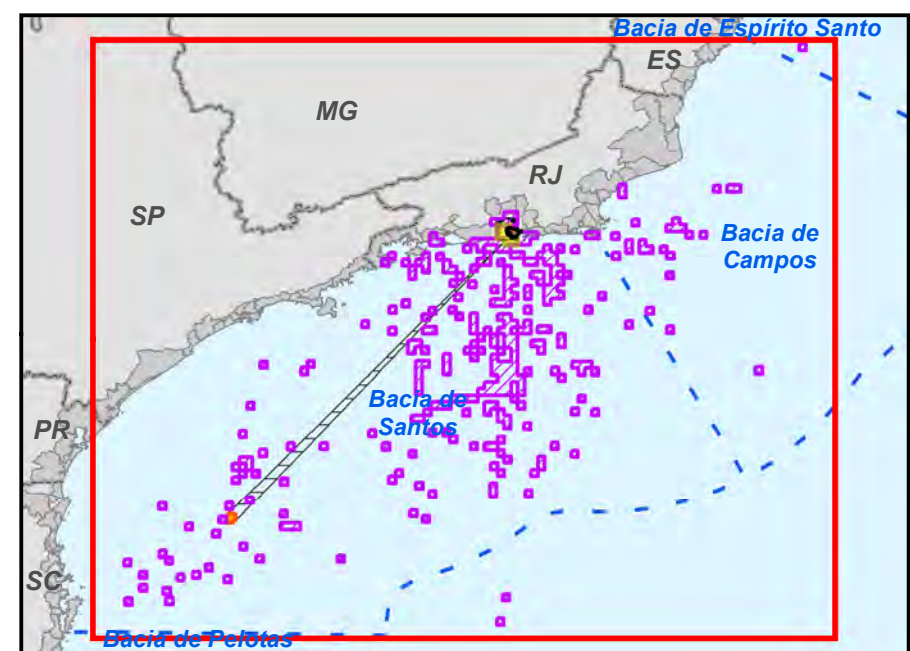 Bacia de Espírito Santo
ES
MG
RJ
SP
Bacia de
Campos
Bacia de
Santos
PR
SC
Bacia de Pelotas